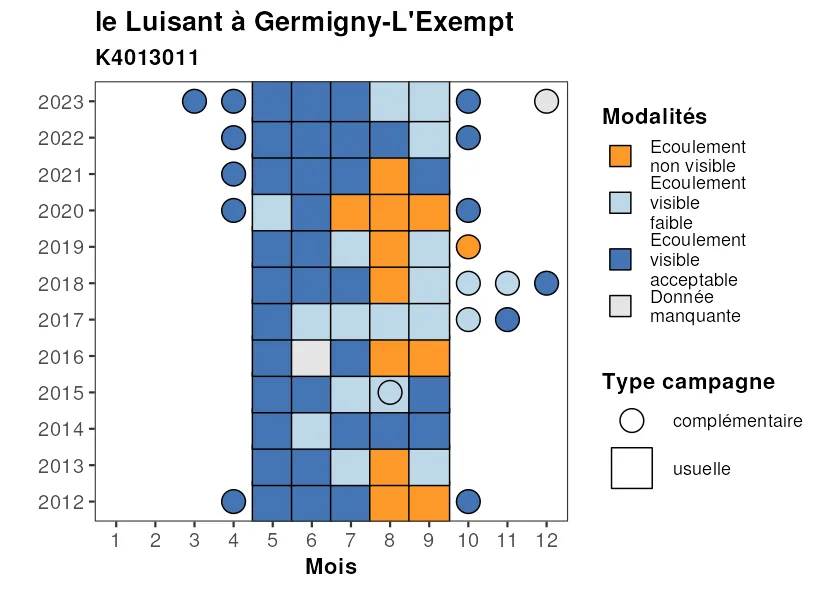 le Luisant à Germigny-L'Exempt
K4013011
2023
2022
2021
2020
2019
2018
2017
2016
2015
2014
2013
2012
1 2 3 4 5 6 7 8 9 10 11 12
Mois
Modalités
Ecoulement
non visible
Ecoulement
visible
faible
Ecoulement
visible
acceptable
Donnée
manquante
Type campagne
complémentaire
usuelle